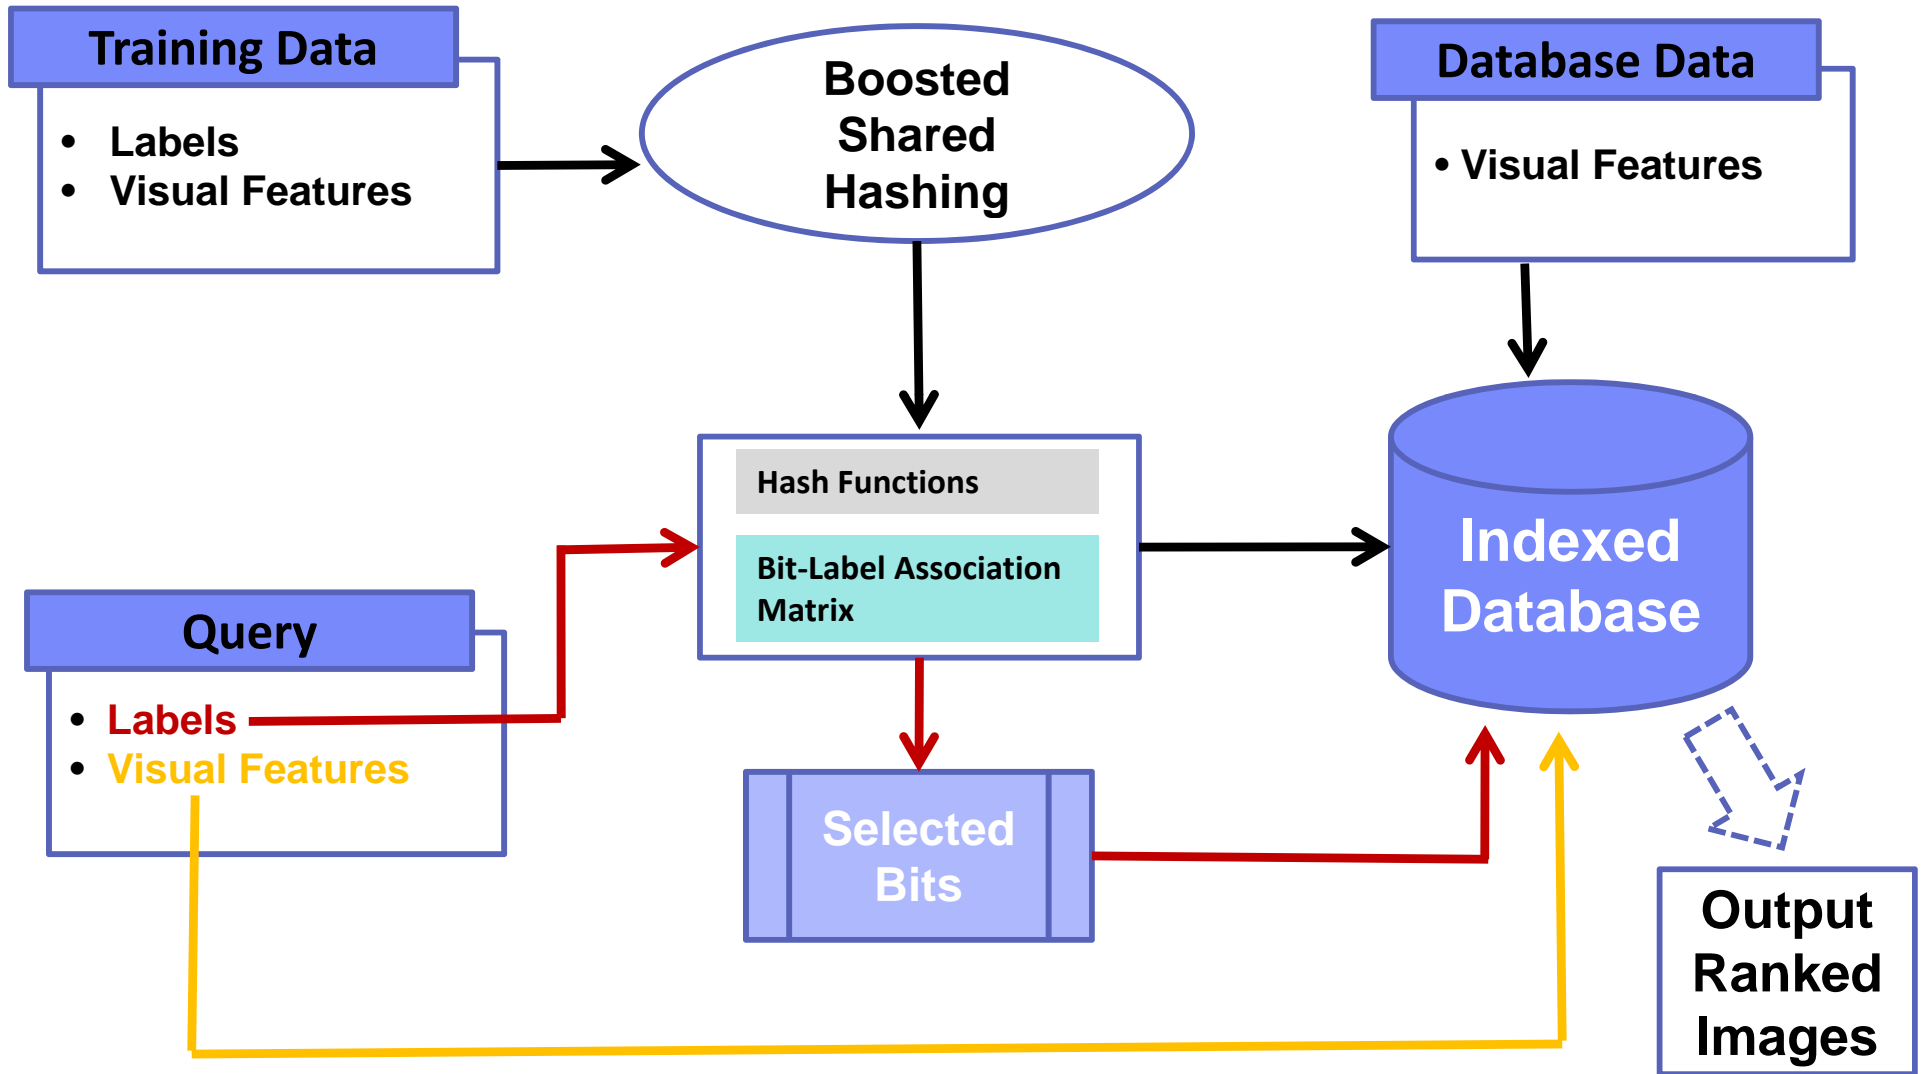 Training Data
• Labels
• Visual Features
Boosted
Shared
Hashing
Database Data
• Visual Features
Hash Functions
Bit-Label Association
Matrix
Indexed
Database
Query
• Labels
• Visual Features
Selected
Bits
Output
Ranked
Images